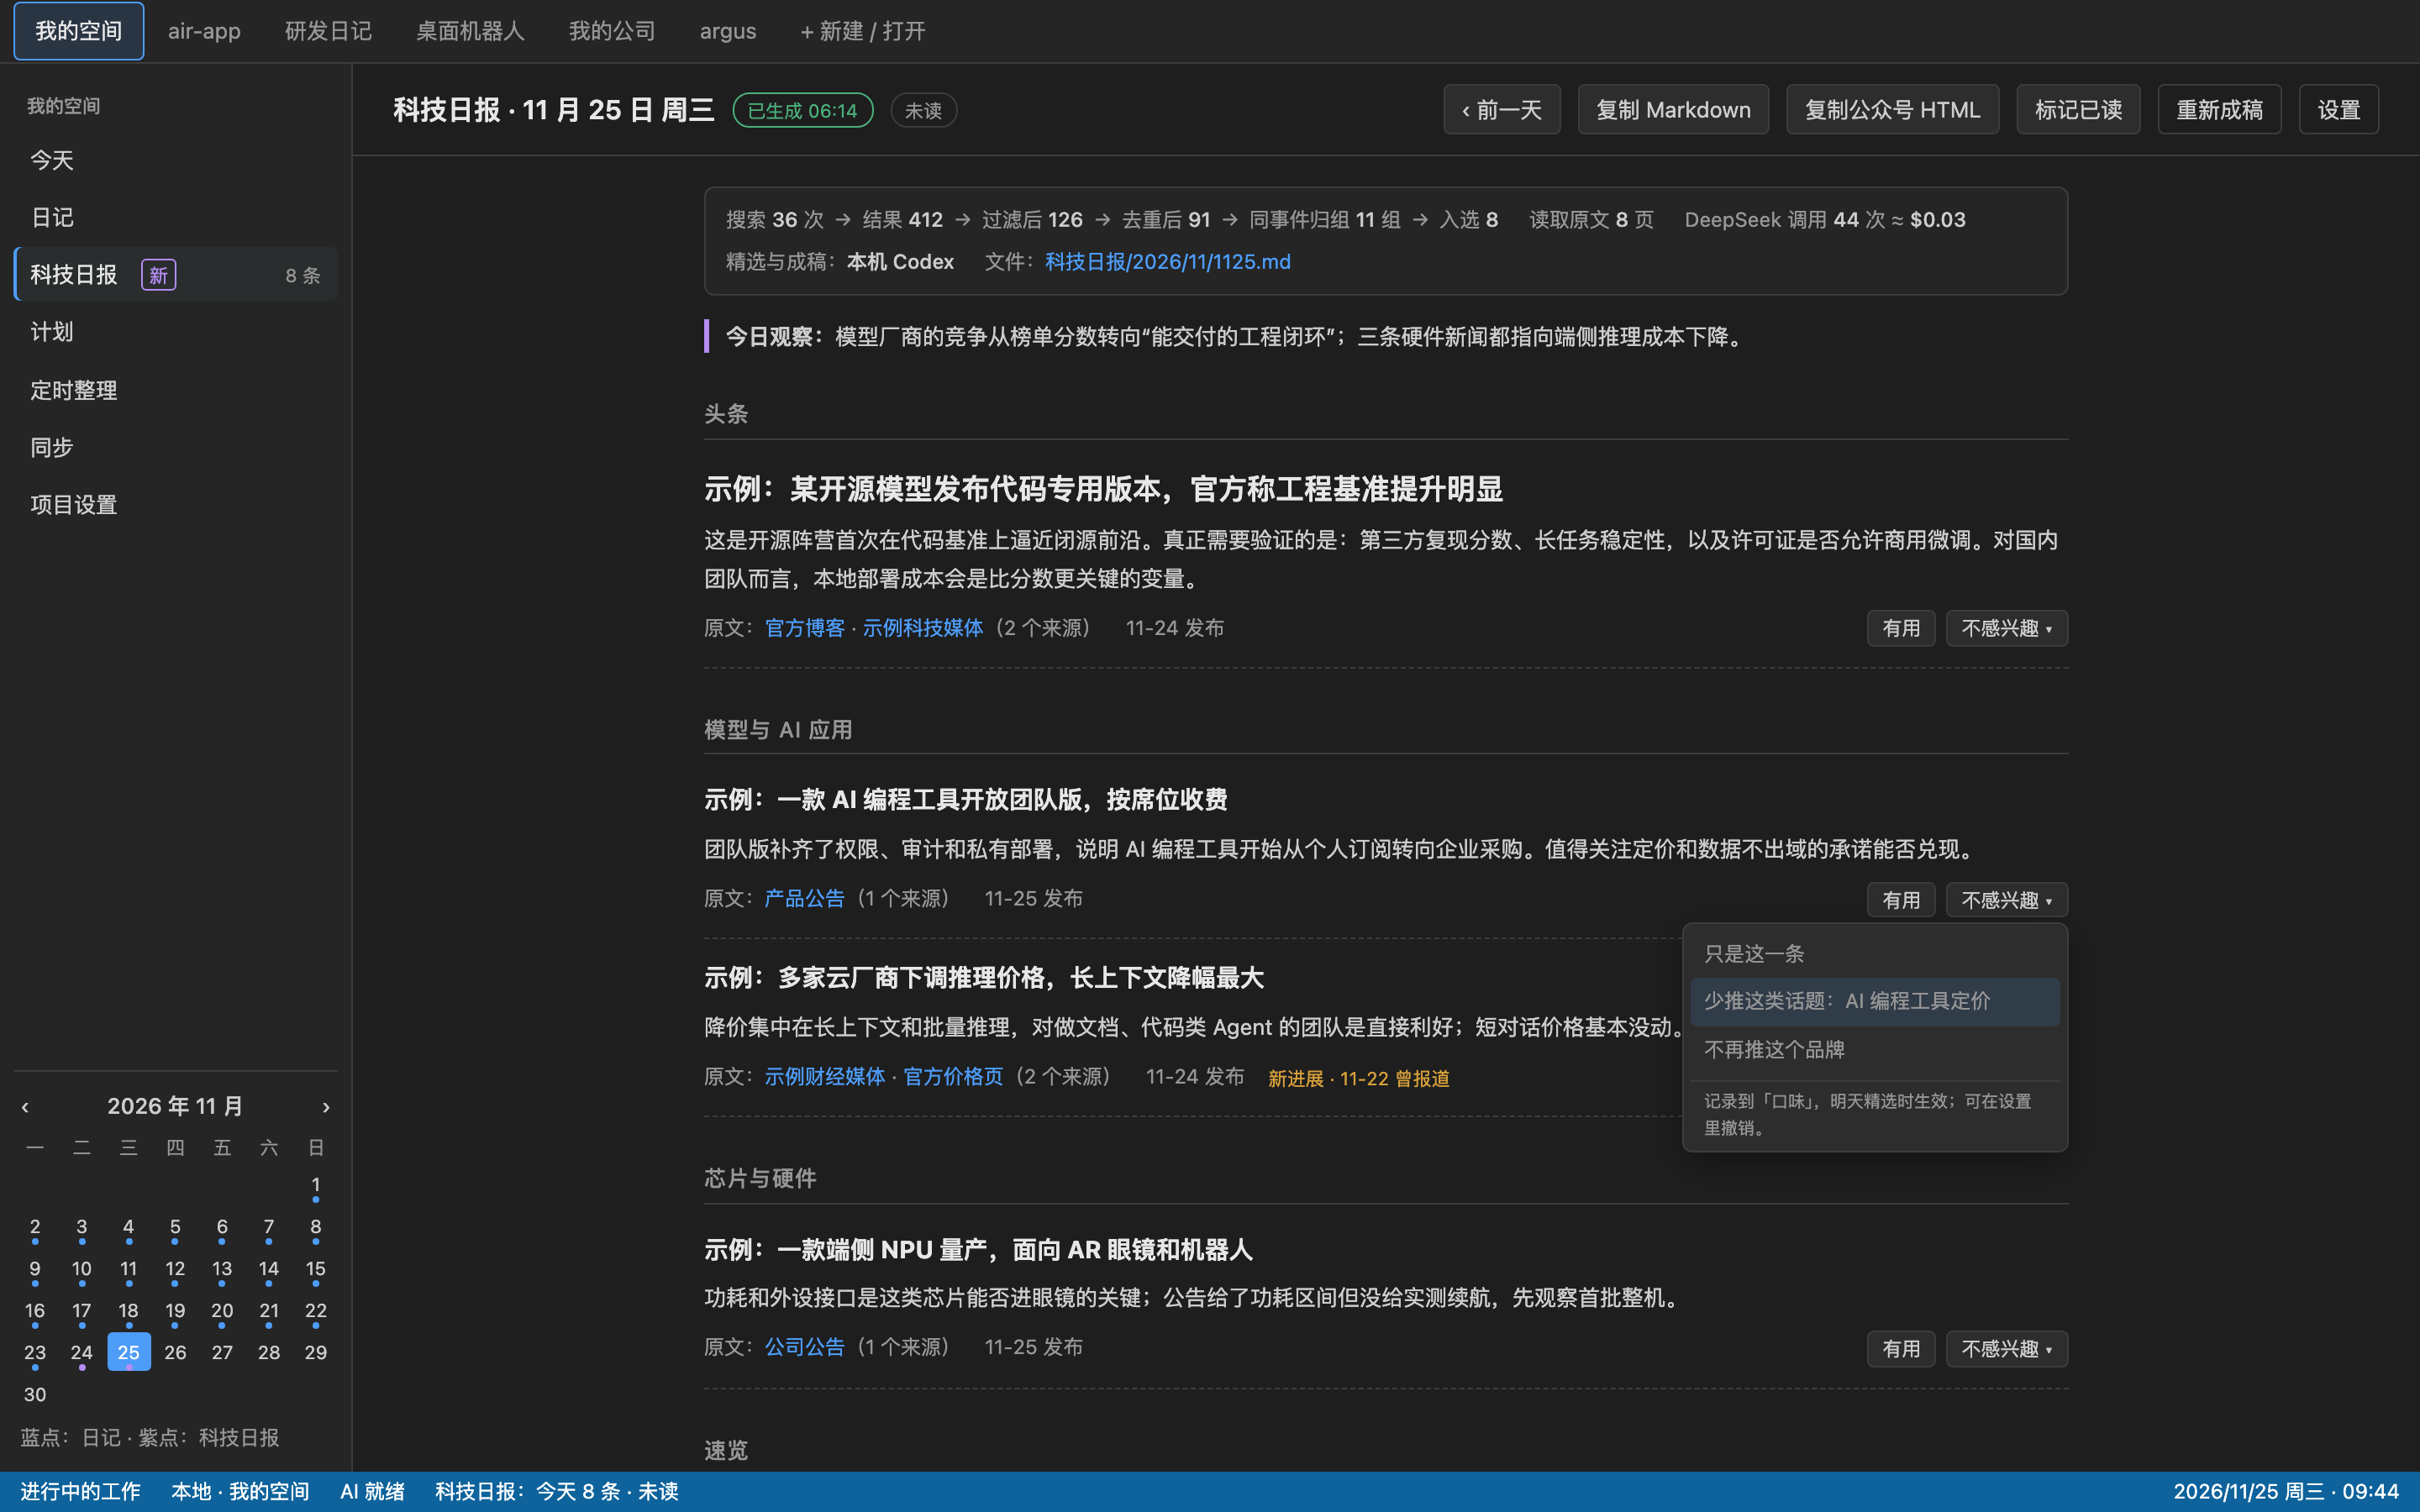 我的空间 air-app 研发日记 桌面机器人 我的公司 argus + 新建 / 打开
我的空间
今天
日记
科技日报 新 8 条
计划
定时整理
同步
项目设置
‹ 2026 年 11 月 ›
一 二 三 四 五 六 日
1
2 3 4 5 6 7 8
9 10 11 12 13 14 15
16 17 18 19 20 21 22
23 24 25 26 27 28 29
30
蓝点：日记 · 紫点：科技日报
科技日报 · 11 月 25 日 周三 已生成 06:14 未读 ‹ 前一天 复制 Markdown 复制公众号 HTML 标记已读 重新成稿 设置
搜索 36 次 → 结果 412 → 过滤后 126 → 去重后 91 → 同事件归组 11 组 → 入选 8 读取原文 8 页 DeepSeek 调用 44 次 ≈ $0.03
精选与成稿：本机 Codex 文件：科技日报/2026/11/1125.md
今日观察：模型厂商的竞争从榜单分数转向“能交付的工程闭环”；三条硬件新闻都指向端侧推理成本下降。
头条
示例：某开源模型发布代码专用版本，官方称工程基准提升明显
这是开源阵营首次在代码基准上逼近闭源前沿。真正需要验证的是：第三方复现分数、长任务稳定性，以及许可证是否允许商用微调。对国内
团队而言，本地部署成本会是比分数更关键的变量。
原文：官方博客 · 示例科技媒体（2 个来源） 11-24 发布 有用 不感兴趣 ▾
模型与 AI 应用
示例：一款 AI 编程工具开放团队版，按席位收费
团队版补齐了权限、审计和私有部署，说明 AI 编程工具开始从个人订阅转向企业采购。值得关注定价和数据不出域的承诺能否兑现。
原文：产品公告（1 个来源） 11-25 发布 有用 不感兴趣 ▾
只是这一条
少推这类话题：AI 编程工具定价
不再推这个品牌
记录到「口味」，明天精选时生效；可在设置
里撤销。
示例：多家云厂商下调推理价格，长上下文降幅最大
降价集中在长上下文和批量推理，对做文档、代码类 Agent 的团队是直接利好；短对话价格基本没动。
原文：示例财经媒体 · 官方价格页（2 个来源） 11-24 发布 新进展 · 11-22 曾报道
芯片与硬件
示例：一款端侧 NPU 量产，面向 AR 眼镜和机器人
功耗和外设接口是这类芯片能否进眼镜的关键；公告给了功耗区间但没给实测续航，先观察首批整机。
原文：公司公告（1 个来源） 11-25 发布 有用 不感兴趣 ▾
速览
进行中的工作 本地 · 我的空间 AI 就绪 科技日报：今天 8 条 · 未读 2026/11/25 周三 · 09:44